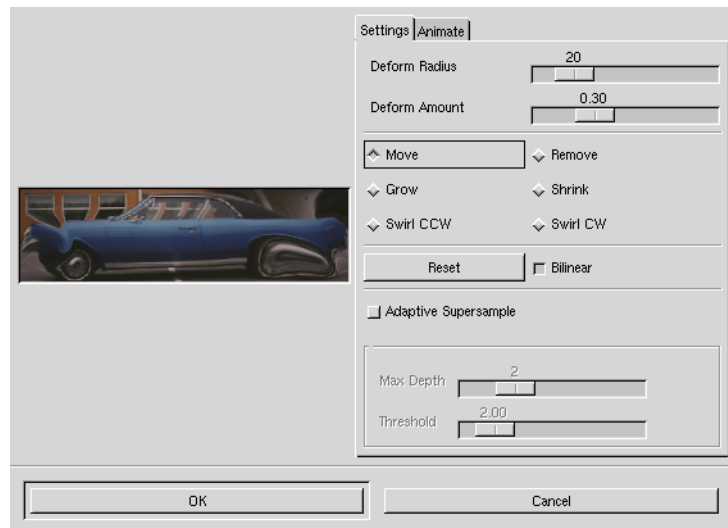 Settings Animate
Deform Radius 20
Deform Amount 0.30
Move Remove
Grow Shrink
Swirl CCW Swirl CW
Reset Bilinear
Adaptive Supersample
Max Depth 2
Threshold 2.00
OK Cancel